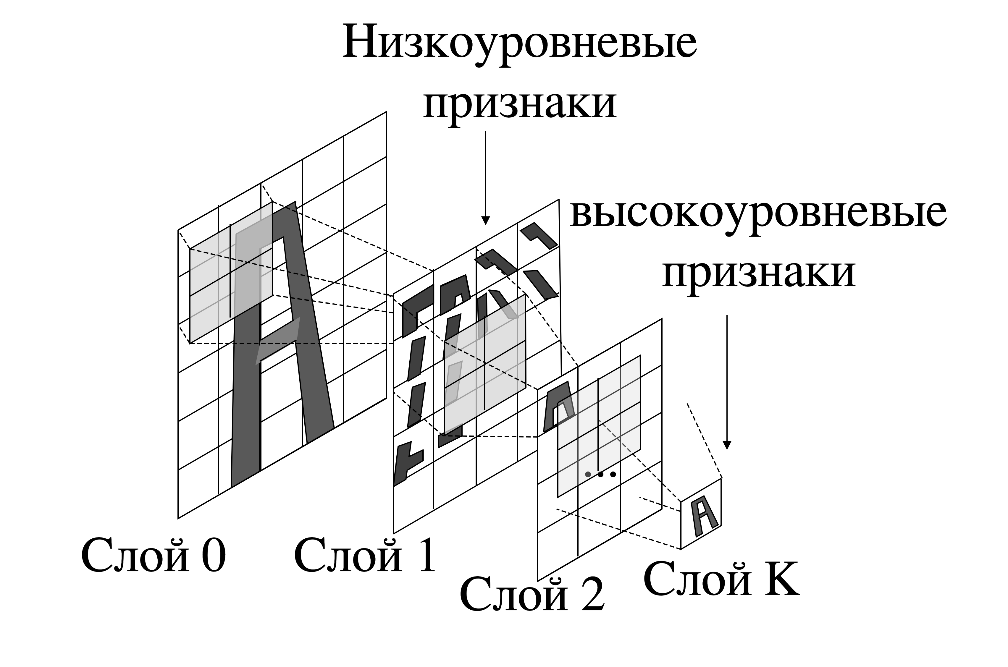 Низкоуровневые
признаки
высокоуровневые
признаки
А
...
А
Слой 0
Слой 1
Слой 2
Слой K